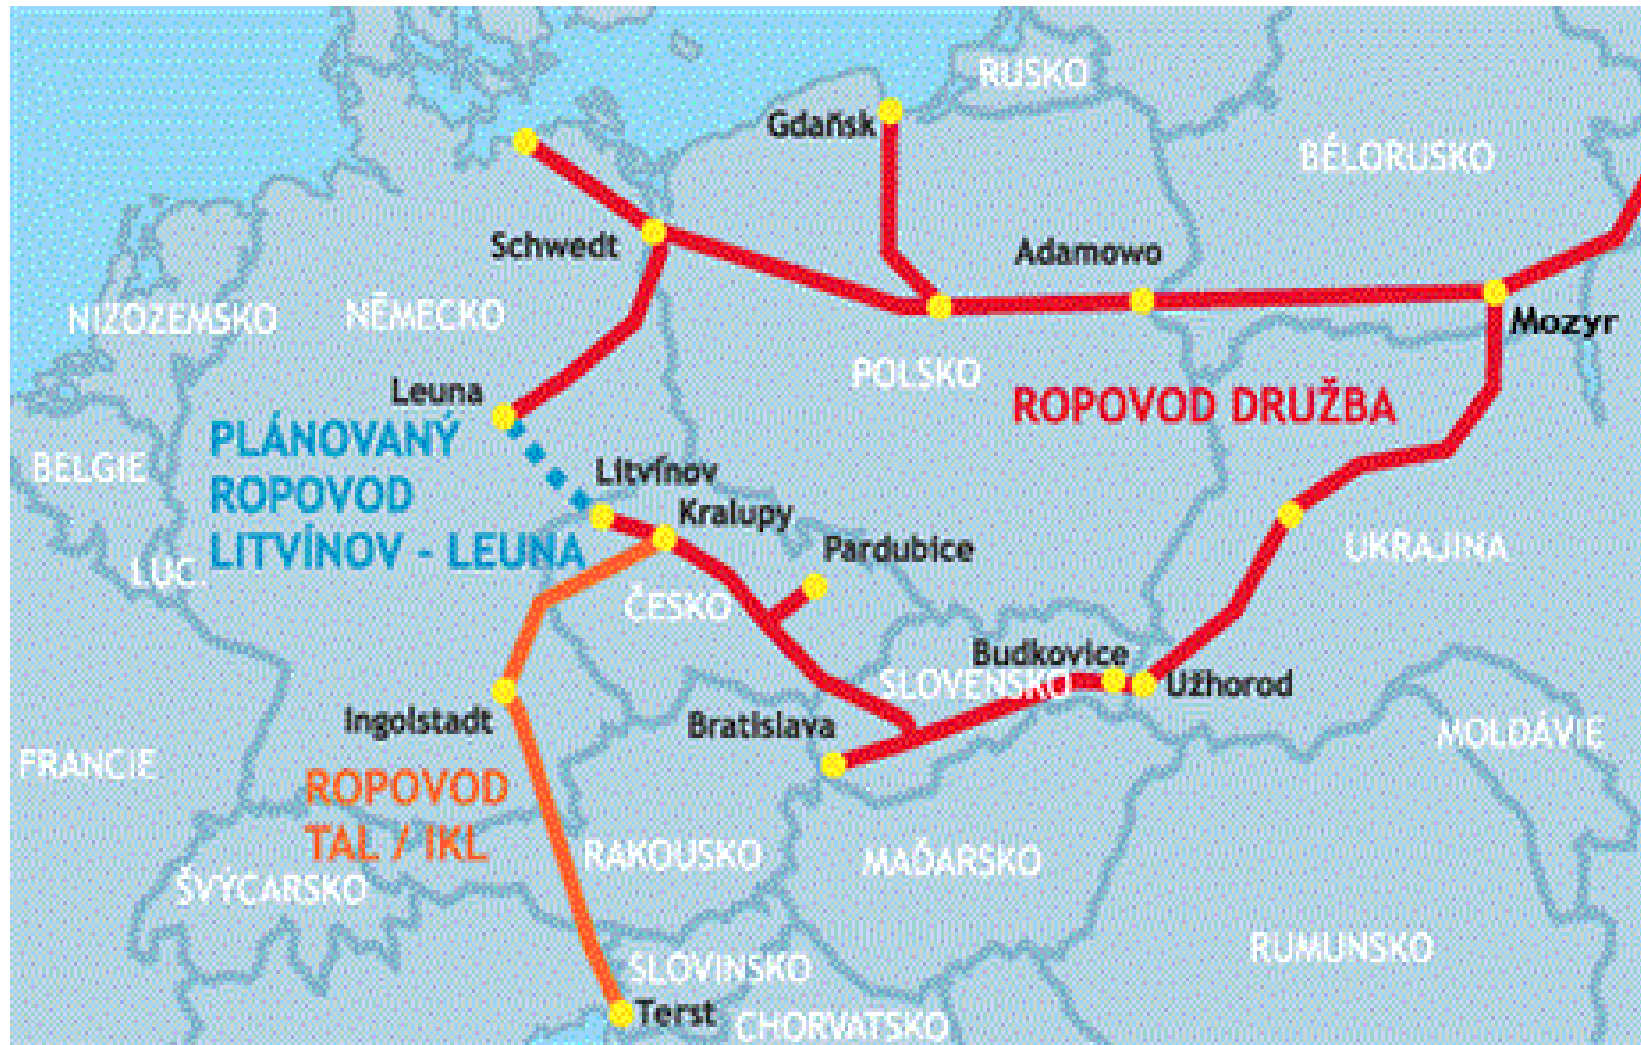 RUSKO
Gdańsk
BÉLORUSKO
Schwedt
Adamowo
NIZOZEMSKO
NĚMECKO
Mozyr
POLSKO
Leuna
ROPOVOD DRUŽBA
PLÁNOVANÝ
ROPOVOD
LITVÍNOV - LEUNA
BELGIE
Litvínov
Kralupy
Pardubice
UKRAJINA
LUC.
ČESKO
Budkovice
SLOVENSKO
Užhorod
Ingolstadt
Bratislava
MOLDÁVIE
FRANCIE
ROPOVOD
TAL / IKL
RAKOUSKO
MAĎARSKO
ŠVÝCARSKO
RUMUNSKO
SLOVINSKO
Terst
CHORVATSKO